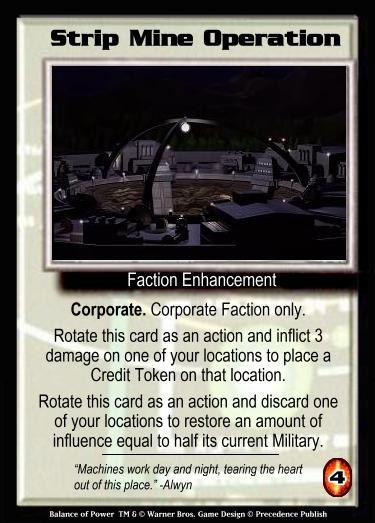 Strip Mine Operation
Faction Enhancement
Corporate. Corporate Faction only.
Rotate this card as an action and inflict 3
damage on one of your locations to place a
Credit Token on that location.
Rotate this card as an action and discard one
of your locations to restore an amount of
influence equal to half its current Military.
"Machines work day and night, tearing the heart
out of this place." -Alwyn
4
Balance of Power TM & © Warner Bros. Game Design © Precedence Publish